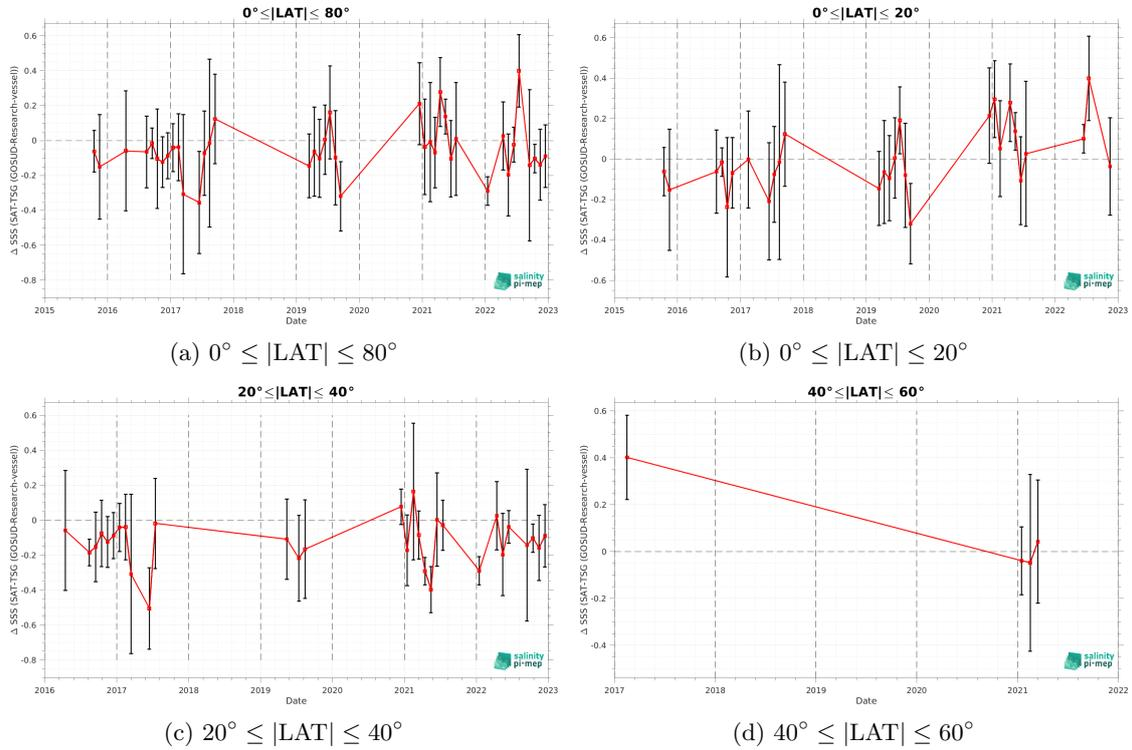 0°≤|LAT|≤ 80°
0°≤|LAT|≤ 20°
Δ SSS (SAT-TSG (GOSUD-Research-vessel))
0.6
0.4
0.2
0
-0.2
-0.4
-0.6
-0.8
2015 2016 2017 2018 2019 2020 2021 2022 2023
Date
salinity
pi-mep
Δ SSS (SAT-TSG (GOSUD-Research-vessel))
0.6
0.4
0.2
0
-0.2
-0.4
-0.6
2015 2016 2017 2018 2019 2020 2021 2022 2023
Date
salinity
pi-mep
(a) 0° ≤ |LAT| ≤ 80°
(b) 0° ≤ |LAT| ≤ 20°
20°≤|LAT|≤ 40°
40°≤|LAT|≤ 60°
Δ SSS (SAT-TSG (GOSUD-Research-vessel))
0.6
0.4
0.2
0
-0.2
-0.4
-0.6
-0.8
2016 2017 2018 2019 2020 2021 2022 2023
Date
salinity
pi-mep
Δ SSS (SAT-TSG (GOSUD-Research-vessel))
0.6
0.4
0.2
0
-0.2
-0.4
2017 2018 2019 2020 2021 2022
Date
salinity
pi-mep
(c) 20° ≤ |LAT| ≤ 40°
(d) 40° ≤ |LAT| ≤ 60°